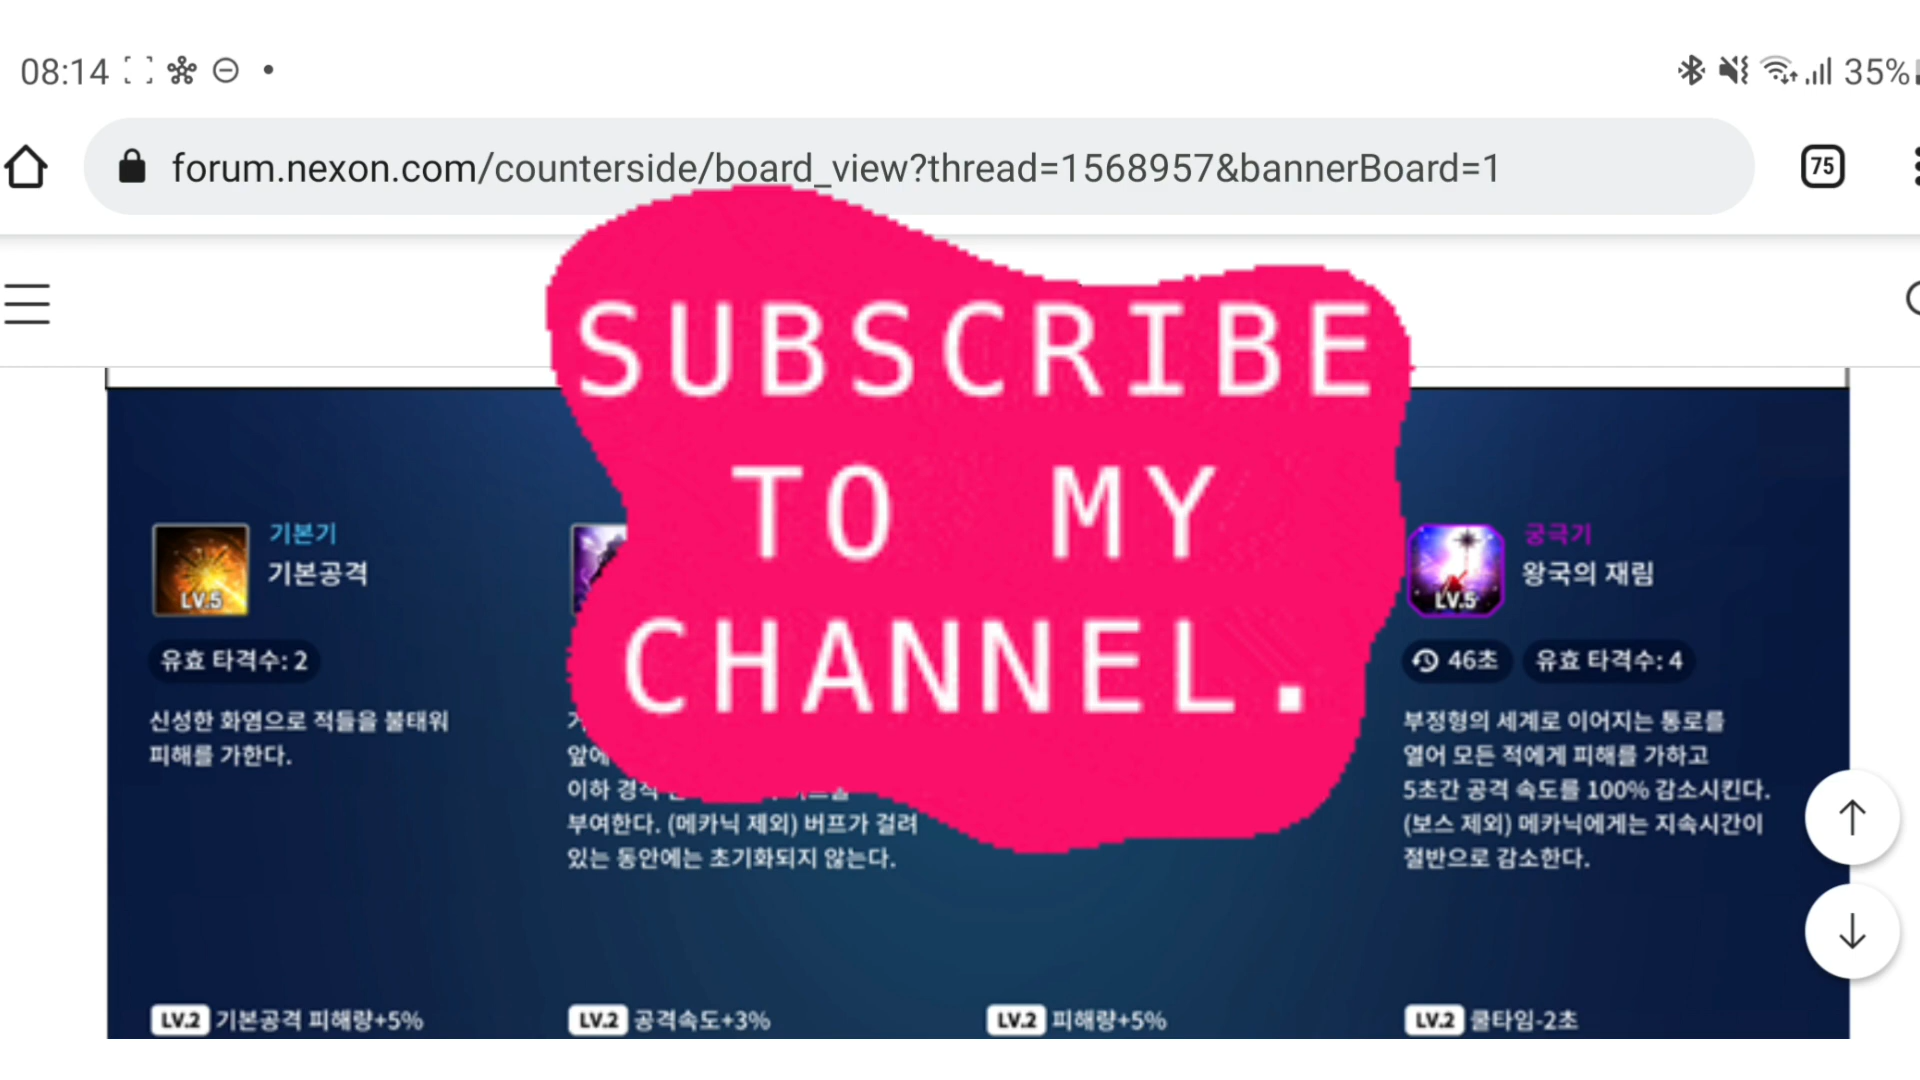 08:14
35%
forum.nexon.com/counterside/board_view?thread=1568957&bannerBoard=1
75
SUBSCRIBE
TO MY
CHANNEL.
기본기
기본공격
LV.5
유효 타격수: 2
신성한 화염으로 적들을 불태워
피해를 가한다.
앞에
이하 경직
부여한다. (메카닉 제외) 버프가 걸려
있는 동안에는 초기화되지 않는다.
궁극기
왕국의 재림
LV.5
46초 유효 타격수: 4
부정형의 세계로 이어지는 통로를
열어 모든 적에게 피해를 가하고
5초간 공격 속도를 100% 감소시킨다.
(보스 제외) 메카닉에게는 지속시간이
절반으로 감소한다.
LV.2 기본공격 피해량+5%
LV.2 공격속도+3%
LV.2 피해량+5%
LV.2 쿨타임-2초